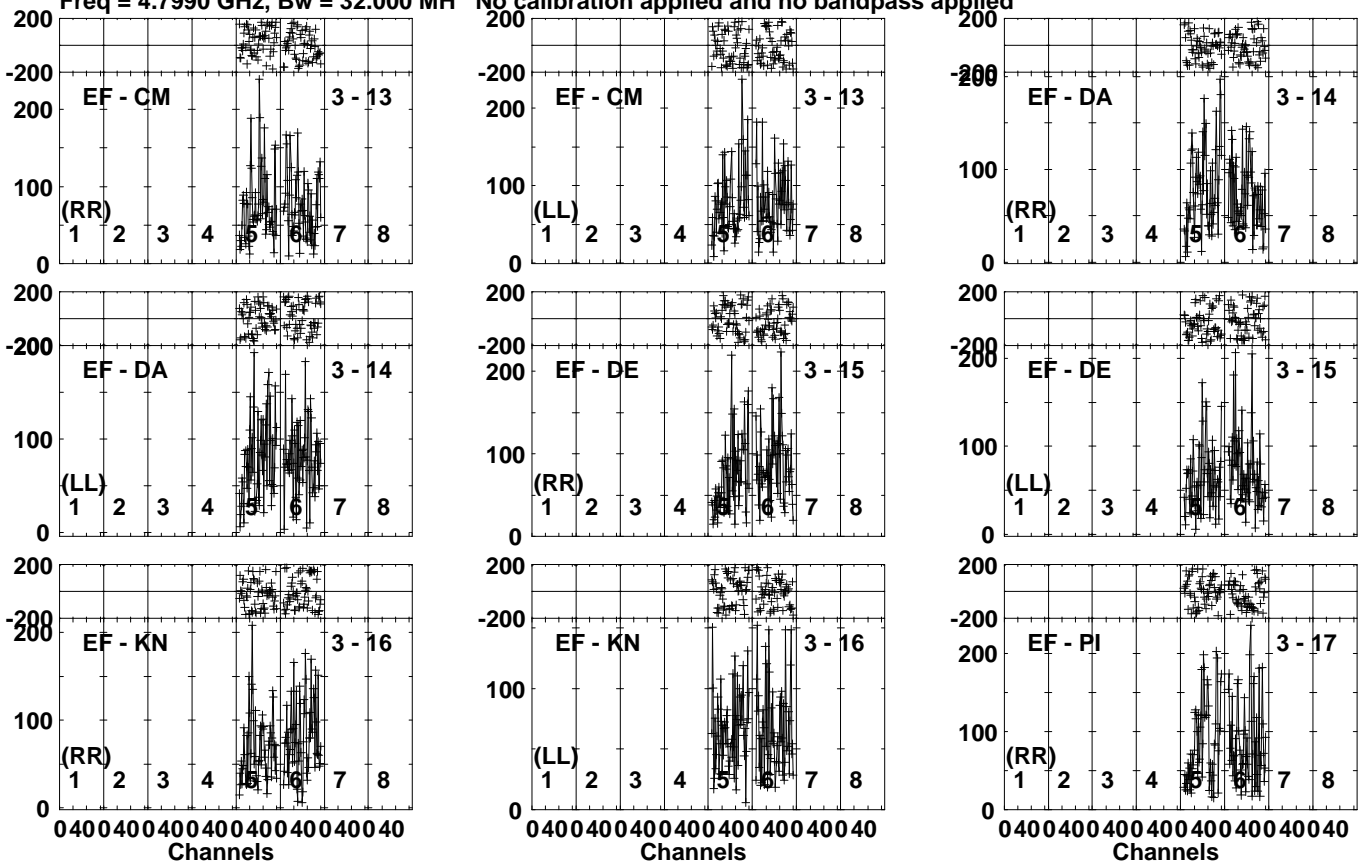 Freq = 4.7990 GHz, Bw = 32.000 MH No calibration applied and no bandpass applied
200 200 200
-200 -200
200 EF - CM 3 - 13 200 EF - CM 3 - 13 200 EF - DA 3 - 14
100 100 100
(RR) (LL) (RR)
1 2 3 4 5 6 7 8 1 2 3 4 5 6 7 8 1 2 3 4 5 6 7 8
0 0 0
200 200 200
-200 -200
200 EF - DA 3 - 14 200 EF - DE 3 - 15 200 EF - DE 3 - 15
100 100 100
(LL) (RR) (LL)
1 2 3 4 5 6 7 8 1 2 3 4 5 6 7 8 1 2 3 4 5 6 7 8
0 0 0
200 200 200
-200 -200 -200
200 EF - KN 3 - 16 EF - KN 3 - 16 200 EF - PI 3 - 17
100 100 100
(RR) (LL) (RR)
1 2 3 4 5 6 7 8 1 2 3 4 5 6 7 8 1 2 3 4 5 6 7 8
0 0 0
0 40 0 40 0 40 0 40 0 40 0 40 0 40 0 40 0 40 0 40 0 40 0 40 0 40 0 40 0 40 0 40 0 40 0 40 0 40 0 40 0 40 0 40 0 40 0 40
Channels Channels Channels